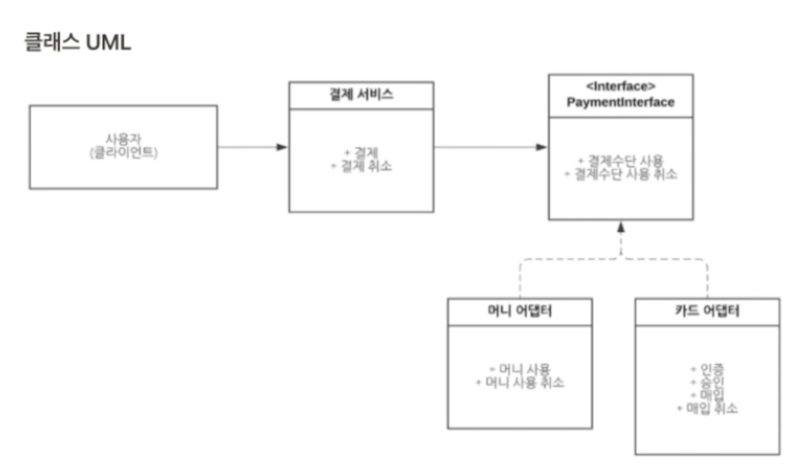 클래스 UML
사용자
(클라이언트)
결제 서비스
+ 결제
+ 결제 취소
<Interface>
PaymentInterface
+ 결제수단 사용
+ 결제수단 사용 취소
머니 어댑터
+ 머니 사용
+ 머니 사용 취소
카드 어댑터
+ 인증
+ 승인
+ 매입
+ 매입 취소